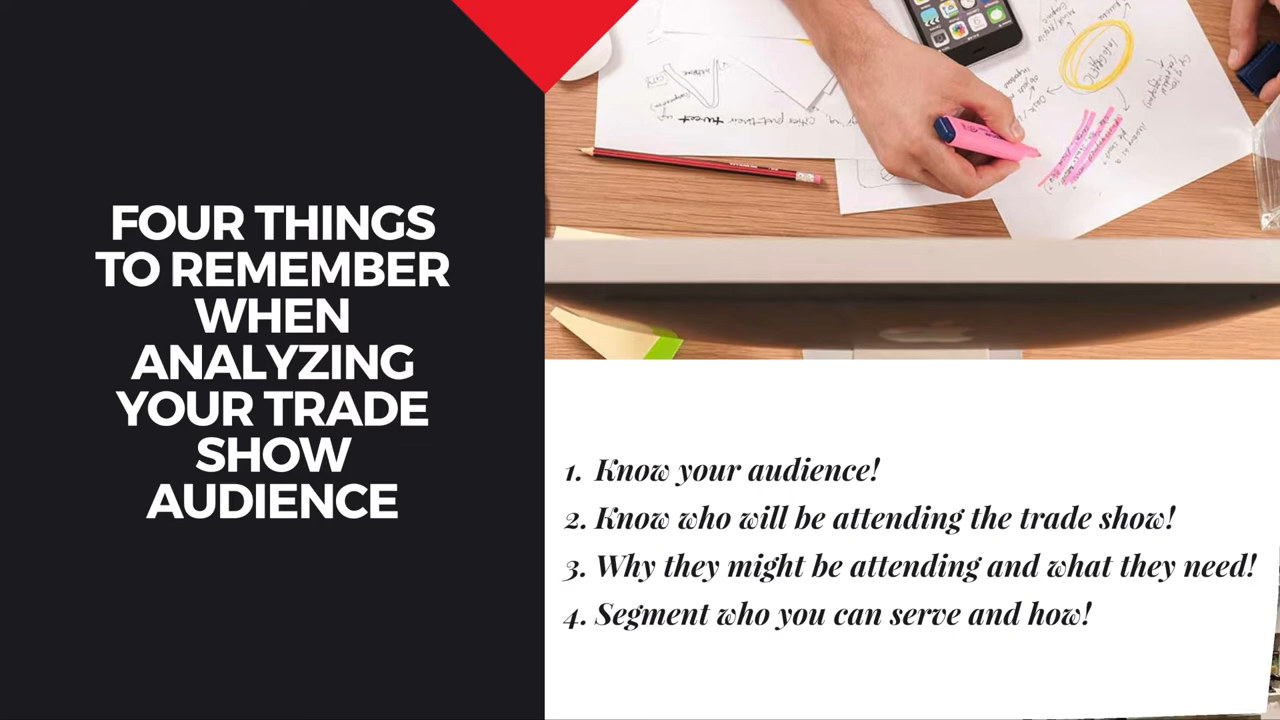 FOUR THINGS
TO REMEMBER
WHEN
ANALYZING
YOUR TRADE
SHOW
AUDIENCE
1. Know your audience!
2. Know who will be attending the trade show!
3. Why they might be attending and what they need!
4. Segment who you can serve and how!